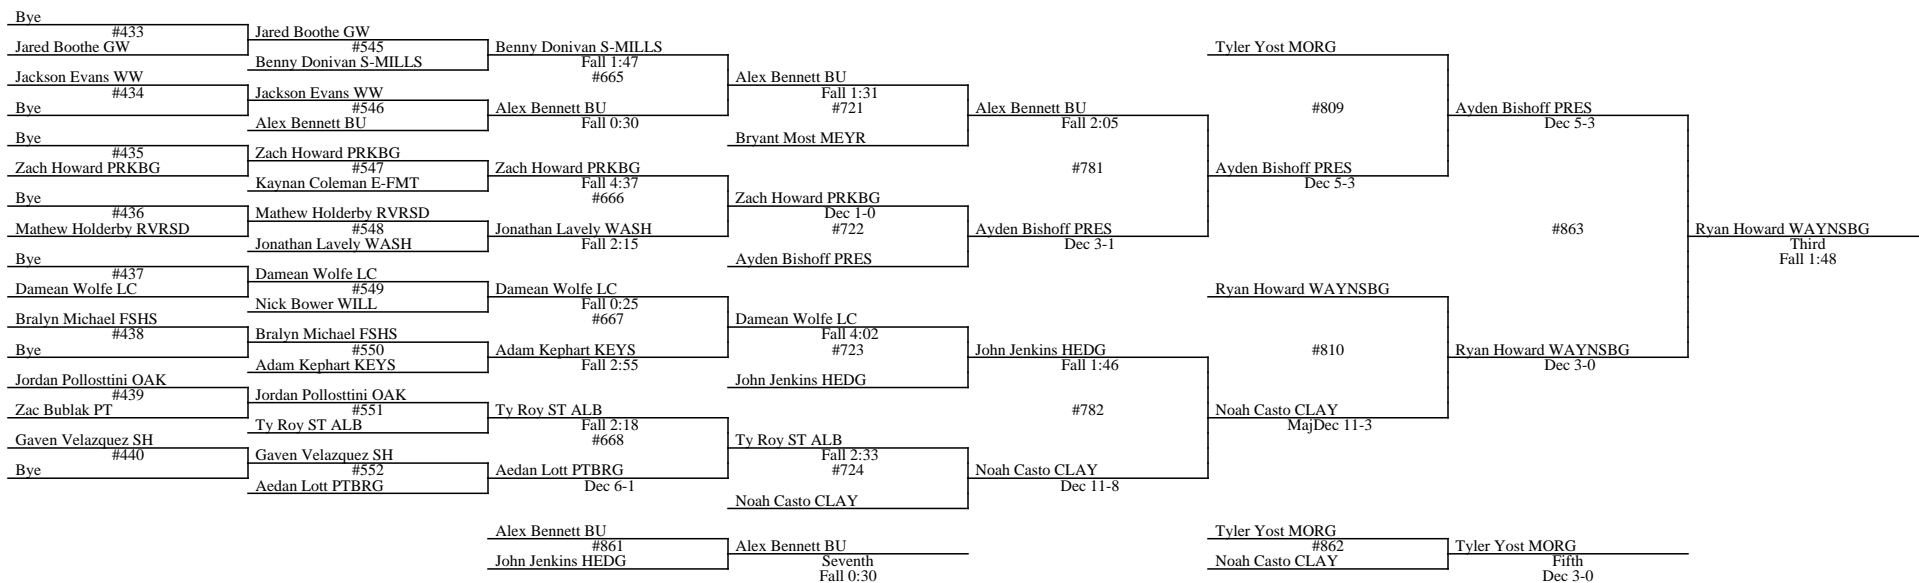 Bye
#433
Jared Boothe GW
Jackson Evans WW
#434
Bye
Bye
#435
Zach Howard PRKBG
Bye
#436
Mathew Holderby RVRSD
Bye
#437
Damean Wolfe LC
Bralyn Michael FSHS
#438
Bye
Jordan Pollosttini OAK
#439
Zac Bublak PT
Gaven Velazquez SH
#440
Bye
Jared Boothe GW
#545
Benny Donivan S-MILLS
Jackson Evans WW
#546
Alex Bennett BU
Zach Howard PRKBG
#547
Kaynan Coleman E-FMT
Mathew Holderby RVRSD
#548
Jonathan Lavely WASH
Damean Wolfe LC
#549
Nick Bower WILL
Bralyn Michael FSHS
#550
Adam Kephart KEYS
Jordan Pollosttini OAK
#551
Ty Roy ST ALB
Gaven Velazquez SH
#552
Aedan Lott PTBRG
Benny Donivan S-MILLS
Fall 1:47
#665
Alex Bennett BU
Fall 0:30
Zach Howard PRKBG
Fall 4:37
#666
Jonathan Lavely WASH
Fall 2:15
Damean Wolfe LC
Fall 0:25
#667
Adam Kephart KEYS
Fall 2:55
Ty Roy ST ALB
Fall 2:18
#668
Aedan Lott PTBRG
Dec 6-1
Alex Bennett BU
Fall 1:31
#721
Bryant Most MEYR
Zach Howard PRKBG
Dec 1-0
#722
Ayden Bishoff PRES
Damean Wolfe LC
Fall 4:02
#723
John Jenkins HEDG
Ty Roy ST ALB
Fall 2:33
#724
Noah Casto CLAY
Alex Bennett BU
Fall 2:05
#781
Ayden Bishoff PRES
Dec 3-1
John Jenkins HEDG
Fall 1:46
#782
Noah Casto CLAY
Dec 11-8
Tyler Yost MORG
#809
Ayden Bishoff PRES
Dec 5-3
Ryan Howard WAYNSBG
#810
Noah Casto CLAY
MajDec 11-3
Ayden Bishoff PRES
Dec 5-3
#863
Ryan Howard WAYNSBG
Dec 3-0
Ryan Howard WAYNSBG
Third
Fall 1:48
Alex Bennett BU
#861
John Jenkins HEDG
Alex Bennett BU
Seventh
Fall 0:30
Tyler Yost MORG
#862
Noah Casto CLAY
Tyler Yost MORG
Fifth
Dec 3-0